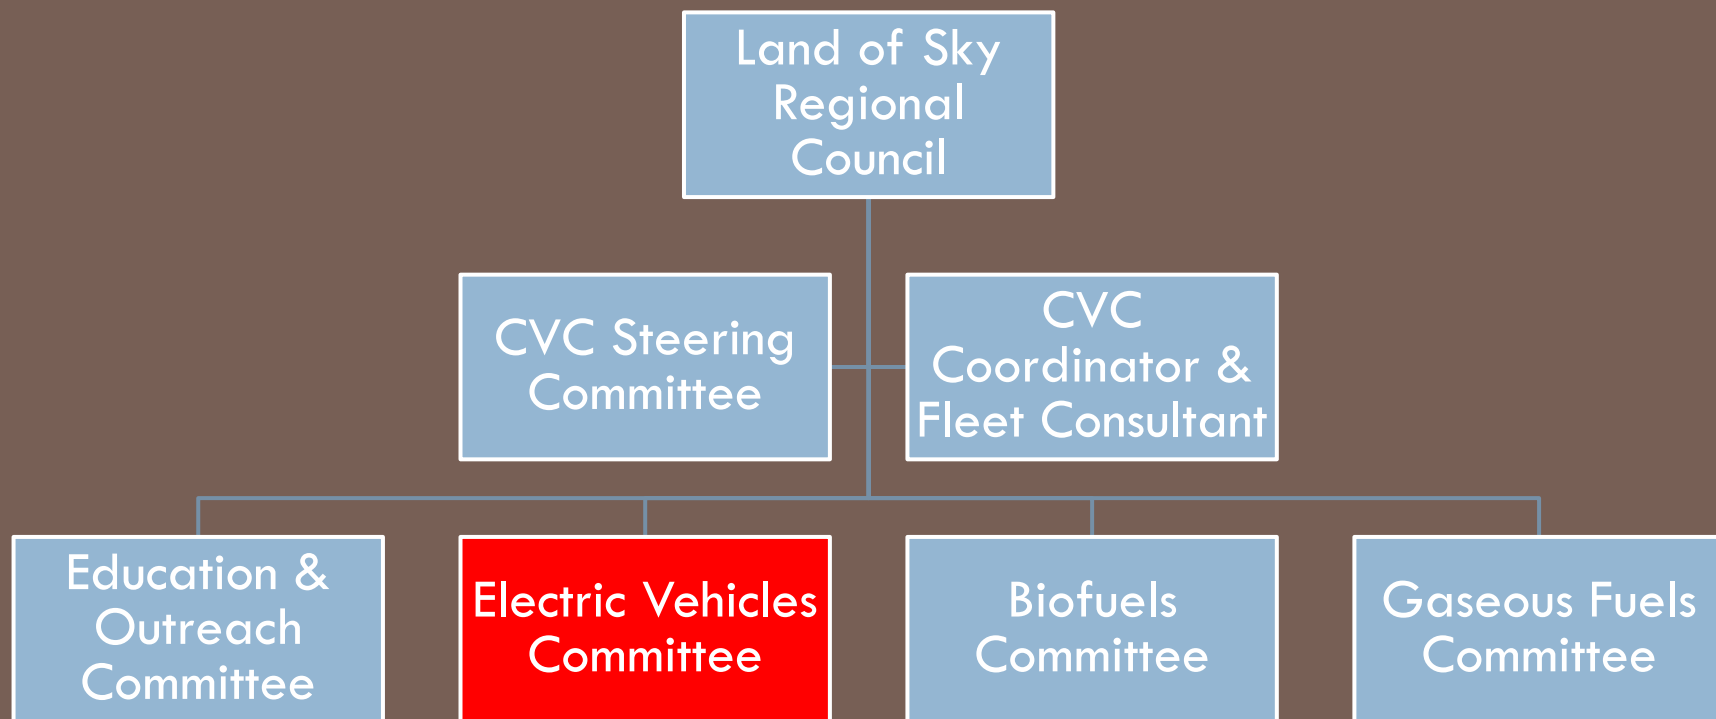 Land of Sky
Regional
Council
CVC Steering
Committee
CVC
Coordinator &
Fleet Consultant
Education &
Outreach
Committee
Electric Vehicles
Committee
Biofuels
Committee
Gaseous Fuels
Committee